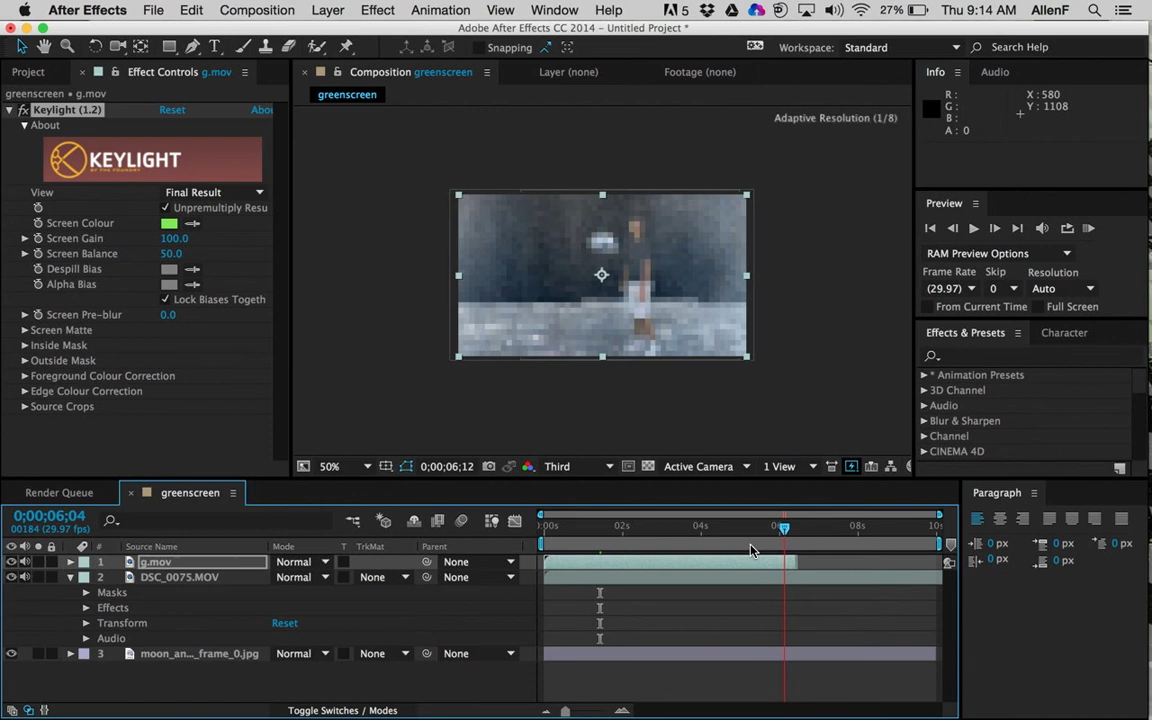 After Effects File Edit Composition Layer Effect Animation View Window Help 5 27% Thu 9:14 AM AllenF
Adobe After Effects CC 2014 - Untitled Project *
Snapping Workspace: Standard Search Help
Project Effect Controls g.mov Composition greenscreen Layer (none) Footage (none) Info Audio
greenscreen • g.mov
greenscreen
R: X: 580
G: Y: 1108
B:
A: 0
fx Keylight (1.2) Reset Abou
Adaptive Resolution (1/8)
About
KEYLIGHT
BY THE FOUNDRY
View Final Result
Unpremultiply Resu
Screen Colour
Screen Gain 100.0
Screen Balance 50.0
Despill Bias
Alpha Bias
Lock Biases Togeth
Screen Pre-blur 0.0
Screen Matte
Inside Mask
Outside Mask
Foreground Colour Correction
Edge Colour Correction
Source Crops
Preview
RAM Preview Options
Frame Rate Skip Resolution
(29.97) 0 Auto
From Current Time Full Screen
Effects & Presets Character
* Animation Presets
3D Channel
Audio
Blur & Sharpen
Channel
CINEMA 4D
50% 0;00;06;12 Third Active Camera 1 View
Render Queue greenscreen
Paragraph
0;00;06;04
00184 (29.97 fps)
:00s 02s 04s 08s 10s
# Source Name Mode T TrkMat Parent
1 g.mov Normal None
2 DSC_0075.MOV Normal None None
Masks
Effects
Transform Reset
Audio
3 moon_an..._frame_0.jpg Normal None None
0 px 0 px 0 px
0 px 0 px
Toggle Switches / Modes